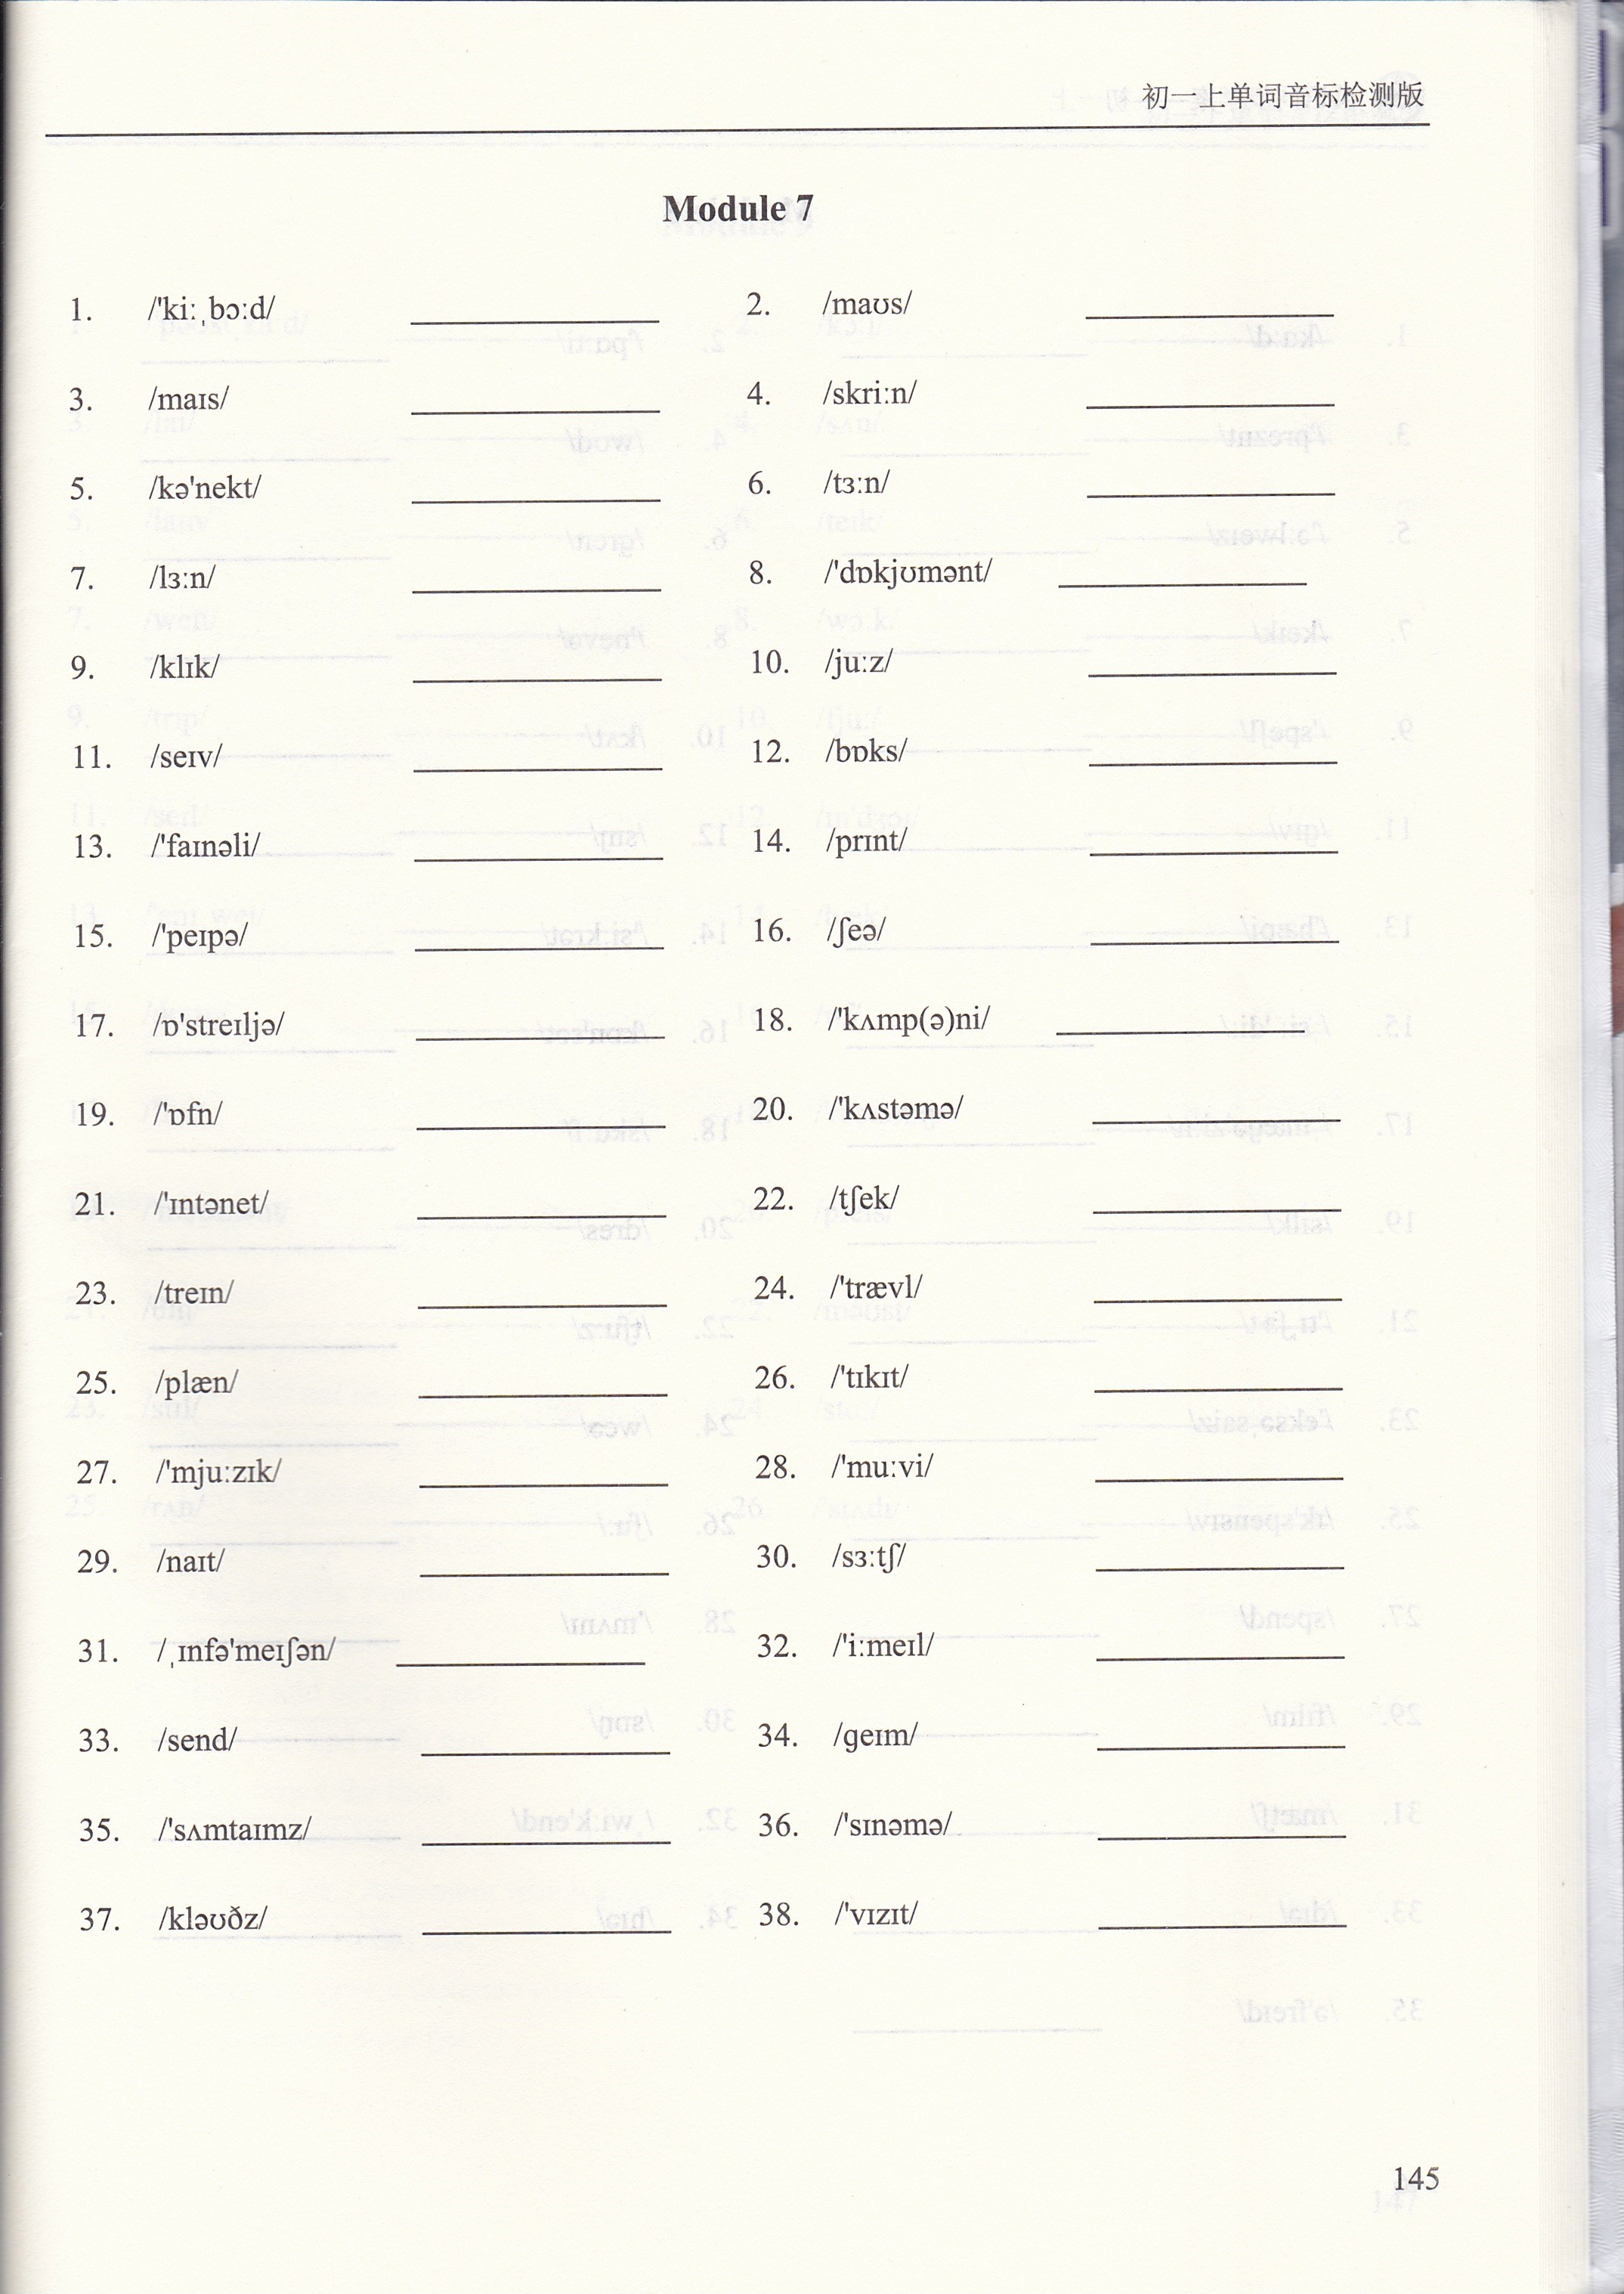 初一上单词音标检测版
Module 7
1. /'kiːˌbɔːd/ 2. /maʊs/
3. /maɪs/ 4. /skriːn/
5. /kə'nekt/ 6. /tɜːn/
7. /lɜːn/ 8. /'dɒkjʊmənt/
9. /klɪk/ 10. /juːz/
11. /seɪv/ 12. /bɒks/
13. /'faɪnəli/ 14. /prɪnt/
15. /'peɪpə/ 16. /ʃeə/
17. /ɒ'streɪljə/ 18. /'kʌmp(ə)ni/
19. /'ɒfn/ 20. /'kʌstəmə/
21. /'ɪntənet/ 22. /tʃek/
23. /treɪn/ 24. /'trævl/
25. /plæn/ 26. /'tɪkɪt/
27. /'mjuːzɪk/ 28. /'muːvi/
29. /naɪt/ 30. /sɜːtʃ/
31. /ˌɪnfə'meɪʃən/ 32. /'iːmeɪl/
33. /send/ 34. /ɡeɪm/
35. /'sʌmtaɪmz/ 36. /'sɪnəmə/
37. /kləʊðz/ 38. /'vɪzɪt/
145